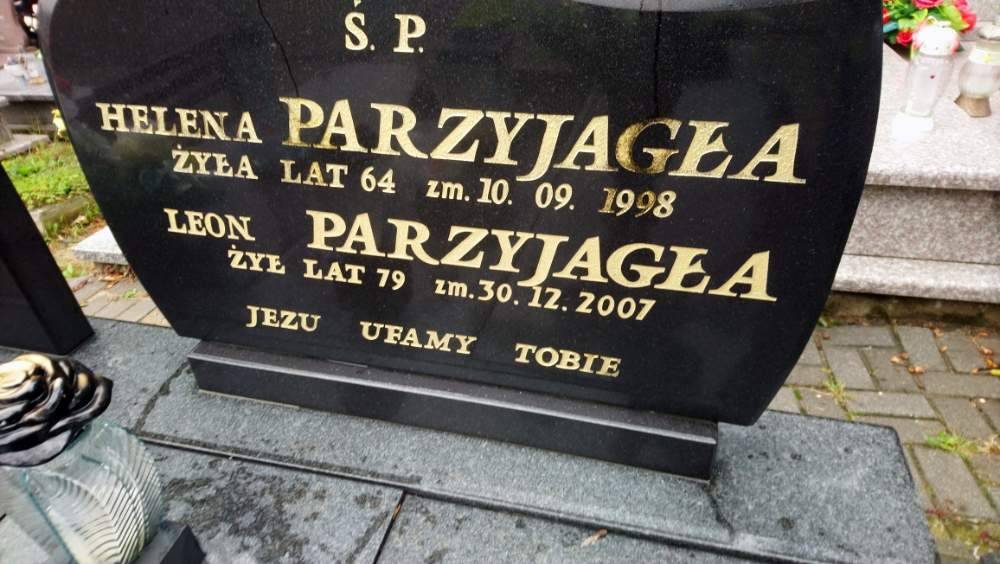 Ś. P.
HELENA PARZYJAGŁA
ŻYŁA LAT 64 zm. 10. 09. 1998
LEON PARZYJAGŁA
ŻYŁ LAT 79 zm. 30. 12. 2007
JEZU UFAMY TOBIE